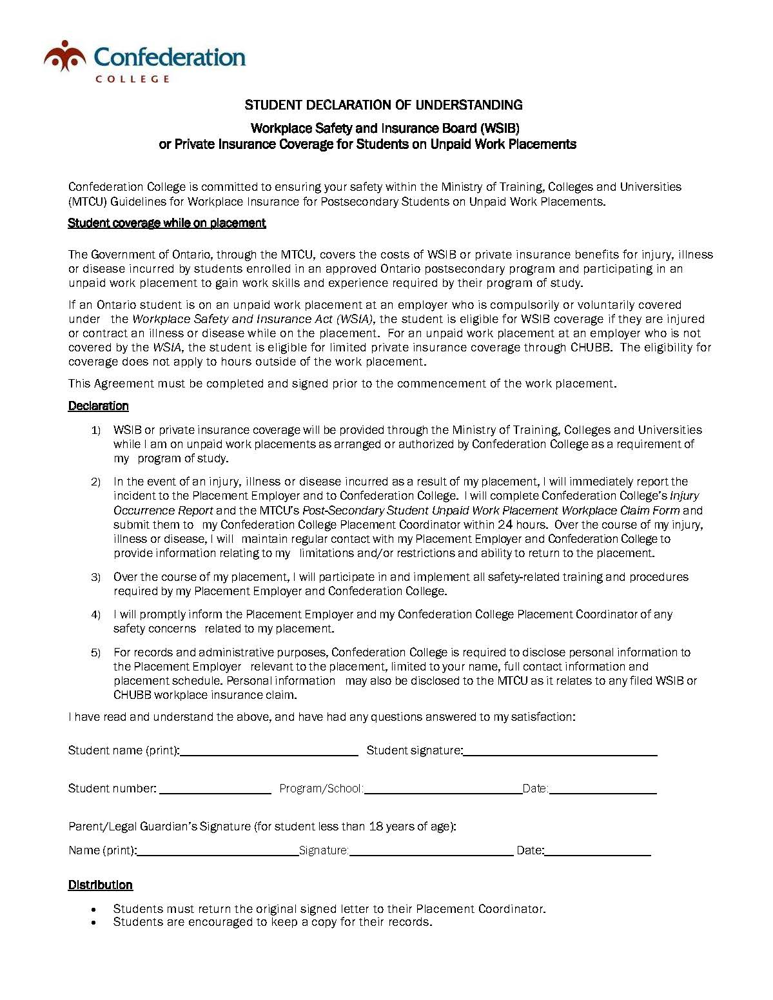 Confederation
COLLEGE
STUDENT DECLARATION OF UNDERSTANDING
Workplace Safety and Insurance Board (WSIB)
or Private Insurance Coverage for Students on Unpaid Work Placements
Confederation College is committed to ensuring your safety within the Ministry of Training, Colleges and Universities
(MTCU) Guidelines for Workplace Insurance for Postsecondary Students on Unpaid Work Placements.
Student coverage while on placement
The Government of Ontario, through the MTCU, covers the costs of WSIB or private insurance benefits for injury, illness
or disease incurred by students enrolled in an approved Ontario postsecondary program and participating in an
unpaid work placement to gain work skills and experience required by their program of study.
If an Ontario student is on an unpaid work placement at an employer who is compulsorily or voluntarily covered
under the Workplace Safety and Insurance Act (WSIA), the student is eligible for WSIB coverage if they are injured
or contract an illness or disease while on the placement. For an unpaid work placement at an employer who is not
covered by the WSIA, the student is eligible for limited private insurance coverage through CHUBB. The eligibility for
coverage does not apply to hours outside of the work placement.
This Agreement must be completed and signed prior to the commencement of the work placement.
Declaration
1) WSIB or private insurance coverage will be provided through the Ministry of Training, Colleges and Universities
while I am on unpaid work placements as arranged or authorized by Confederation College as a requirement of
my program of study.
2) In the event of an injury, illness or disease incurred as a result of my placement, I will immediately report the
incident to the Placement Employer and to Confederation College. I will complete Confederation College's Injury
Occurrence Report and the MTCU's Post-Secondary Student Unpaid Work Placement Workplace Claim Form and
submit them to my Confederation College Placement Coordinator within 24 hours. Over the course of my injury,
illness or disease, I will maintain regular contact with my Placement Employer and Confederation College to
provide information relating to my limitations and/or restrictions and ability to return to the placement.
3) Over the course of my placement, I will participate in and implement all safety-related training and procedures
required by my Placement Employer and Confederation College.
4) I will promptly inform the Placement Employer and my Confederation College Placement Coordinator of any
safety concerns related to my placement.
5) For records and administrative purposes, Confederation College is required to disclose personal information to
the Placement Employer relevant to the placement, limited to your name, full contact information and
placement schedule. Personal information may also be disclosed to the MTCU as it relates to any filed WSIB or
CHUBB workplace insurance claim.
I have read and understand the above, and have had any questions answered to my satisfaction:
Student name (print): Student signature:
Student number: Program/School: Date:
Parent/Legal Guardian's Signature (for student less than 18 years of age):
Name (print): Signature: Date:
Distribution
• Students must return the original signed letter to their Placement Coordinator.
• Students are encouraged to keep a copy for their records.